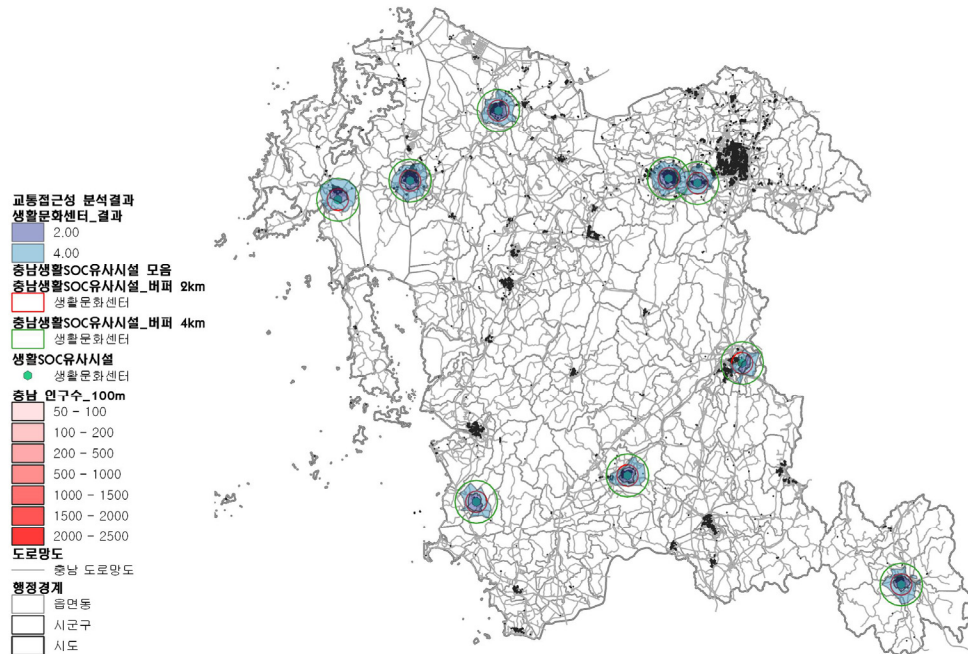 교통접근성 분석결과
생활문화센터_결과
2.00
4.00
충남생활SOC유사시설 모음
충남생활SOC유사시설_버퍼 2km
생활문화센터
충남생활SOC유사시설_버퍼 4km
생활문화센터
생활SOC유사시설
생활문화센터
충남 인구수_100m
50 - 100
100 - 200
200 - 500
500 - 1000
1000 - 1500
1500 - 2000
2000 - 2500
도로망도
충남 도로망도
행정경계
읍면동
시군구
시도